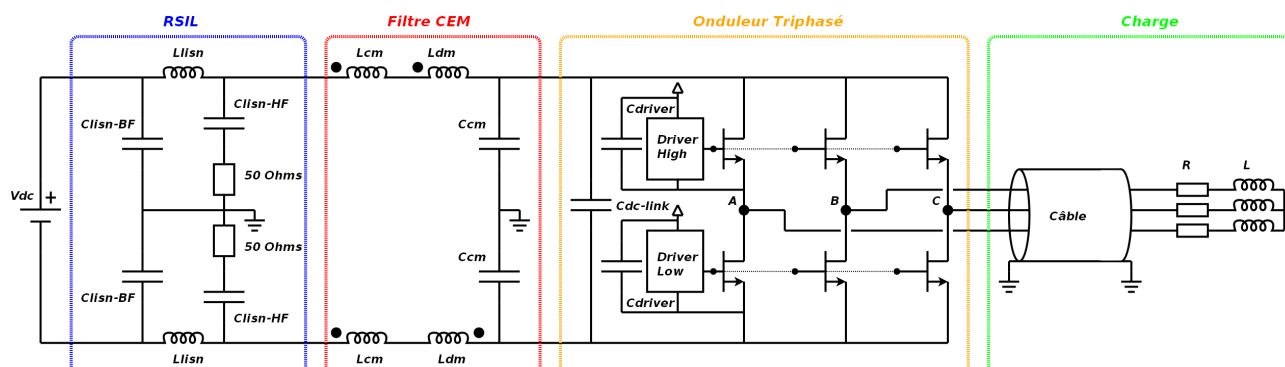 RSIL
Filtre CEM
Onduleur Triphasé
Charge
Llisn
Lcm
Ldm
Clisn-HF
Clisn-BF
Ccm
Cdriver
Driver
High
50 Ohms
R
L
Vdc
+
A
B
C
Cdc-link
Câble
50 Ohms
Ccm
Driver
Low
Clisn-BF
Cdriver
Clisn-HF
Llisn
Lcm
Ldm